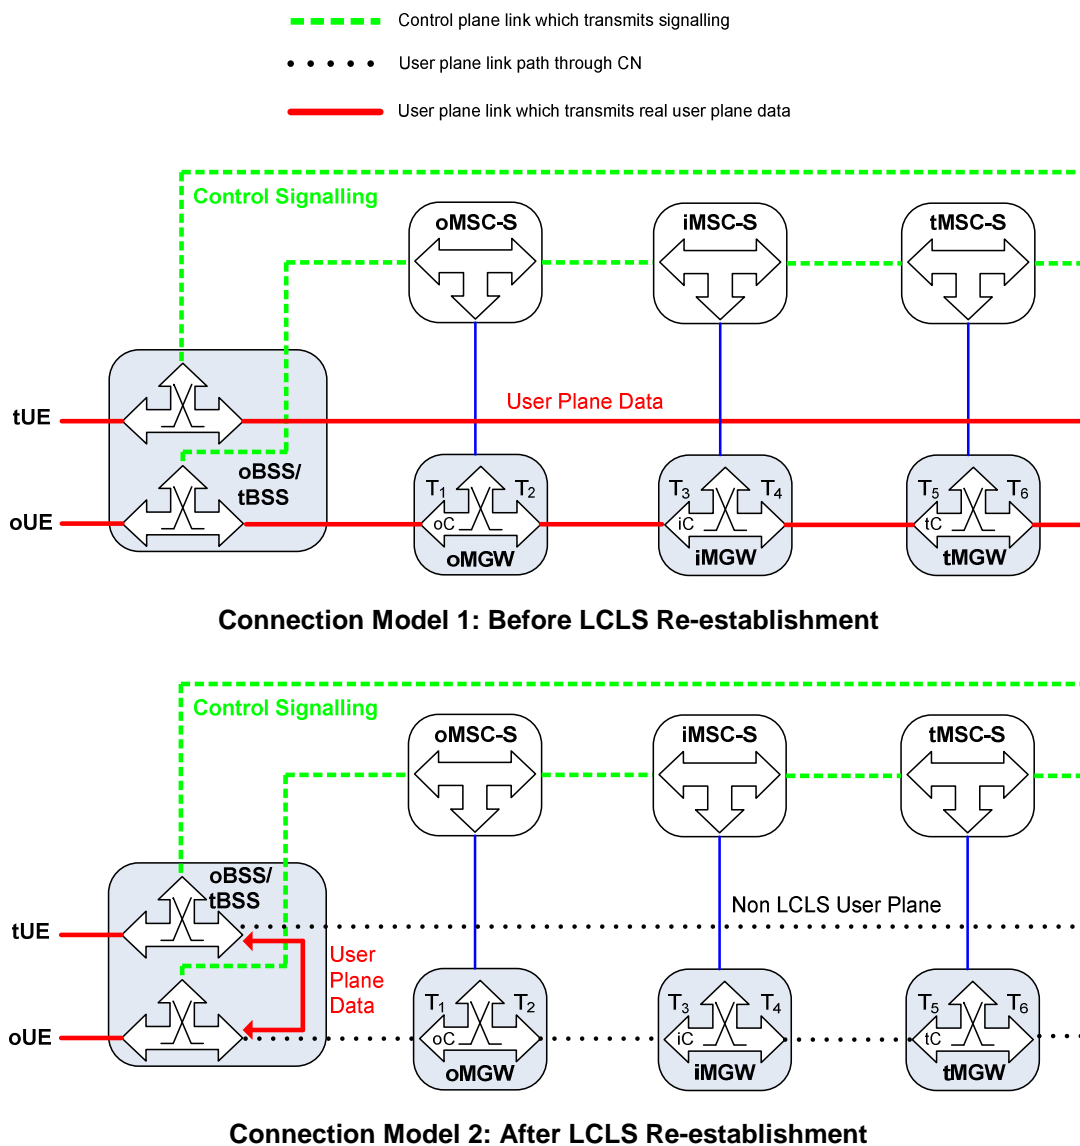 Control plane link which transmits signalling
User plane link path through CN
User plane link which transmits real user plane data
Control Signalling
oMSC-S
iMSC-S
tMSC-S
tUE
User Plane Data
oBSS/
tBSS
oUE
T1
T2
oC
oMGW
T3
T4
iC
iMGW
T5
T6
tC
tMGW
Connection Model 1: Before LCLS Re-establishment
Control Signalling
oMSC-S
iMSC-S
tMSC-S
oBSS/
tBSS
Non LCLS User Plane
tUE
User
Plane
Data
oUE
T1
T2
oC
oMGW
T3
T4
iC
iMGW
T5
T6
tC
tMGW
Connection Model 2: After LCLS Re-establishment